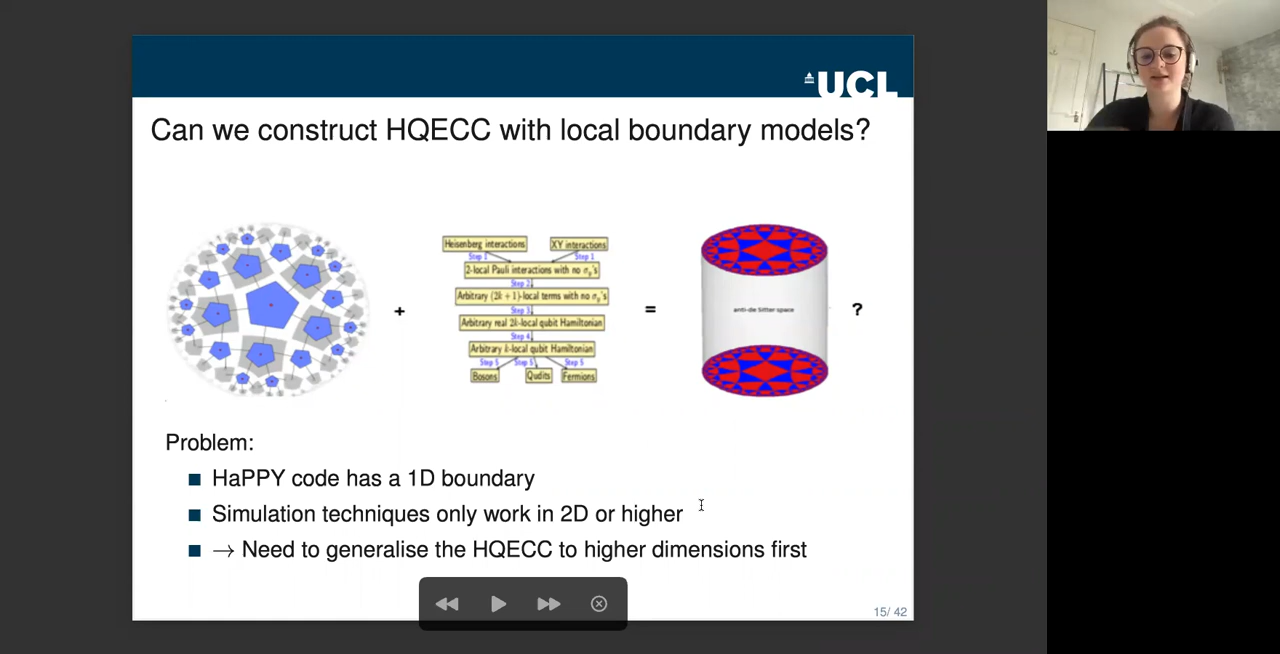 UCL
Can we construct HQECC with local boundary models?
Heisenberg interactions XY interactions
Step 1 Step 1
2-local Pauli interactions with no σy's
Step 2
Arbitrary (2k + 1)-local terms with no σy's
Step 3
Arbitrary real 2k-local qubit Hamiltonian
Step 4
Arbitrary k-local qubit Hamiltonian
Step 5 Step 5 Step 5
Bosons Qudits Fermions
+ = anti-de Sitter space ?
Problem:
HaPPY code has a 1D boundary
Simulation techniques only work in 2D or higher
→ Need to generalise the HQECC to higher dimensions first
15/ 42